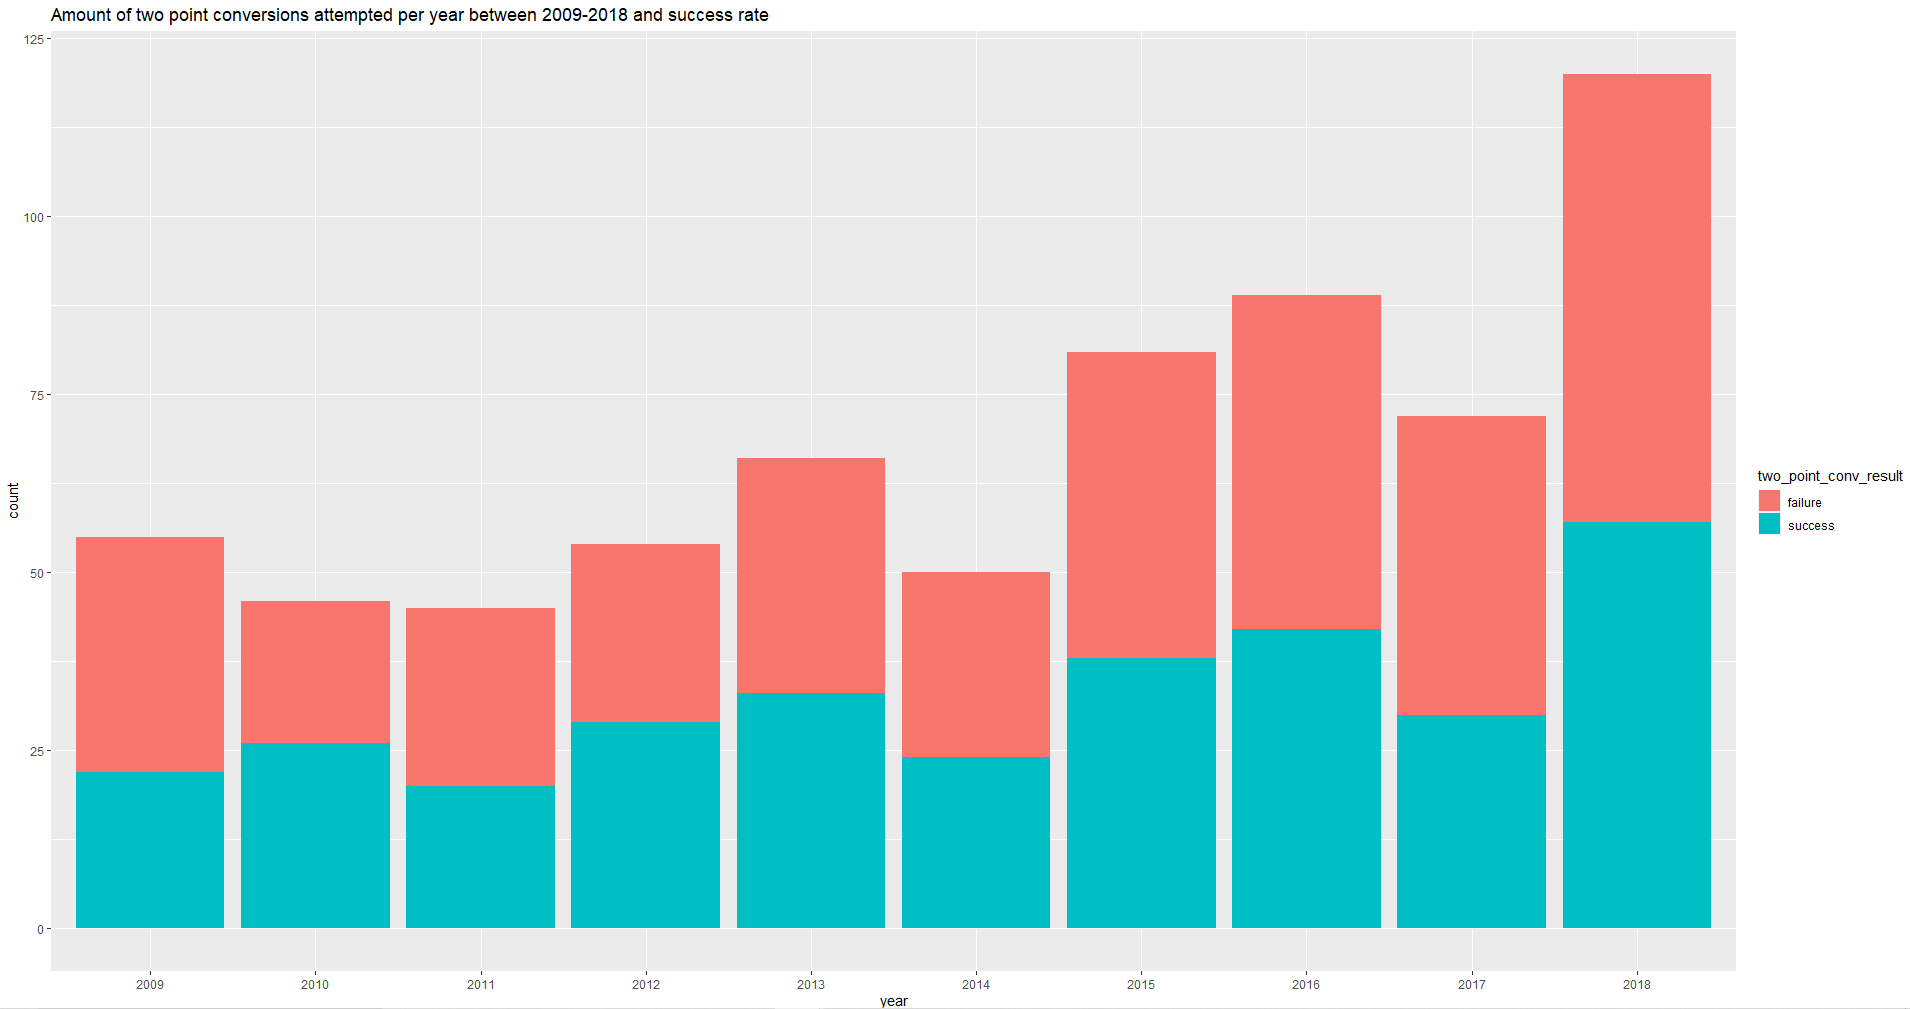 Amount of two point conversions attempted per year between 2009-2018 and success rate
125
100
75
50
25
0
count
2009 2010 2011 2012 2013 2014 2015 2016 2017 2018
year
two_point_conv_result
failure
success